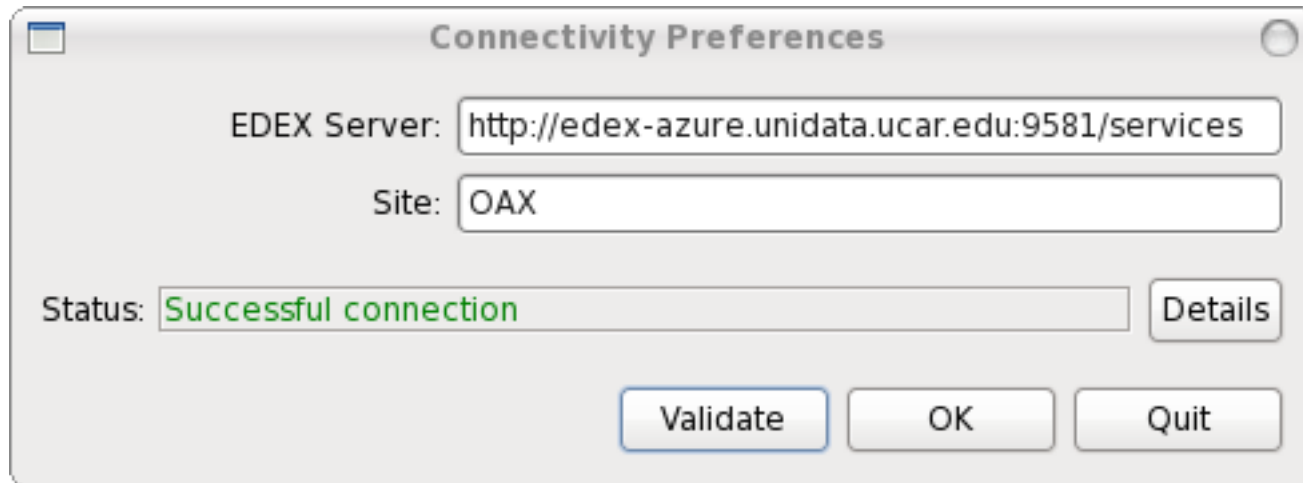 Connectivity Preferences
EDEX Server: http://edex-azure.unidata.ucar.edu:9581/services
Site: OAX
Status: Successful connection Details
Validate OK Quit